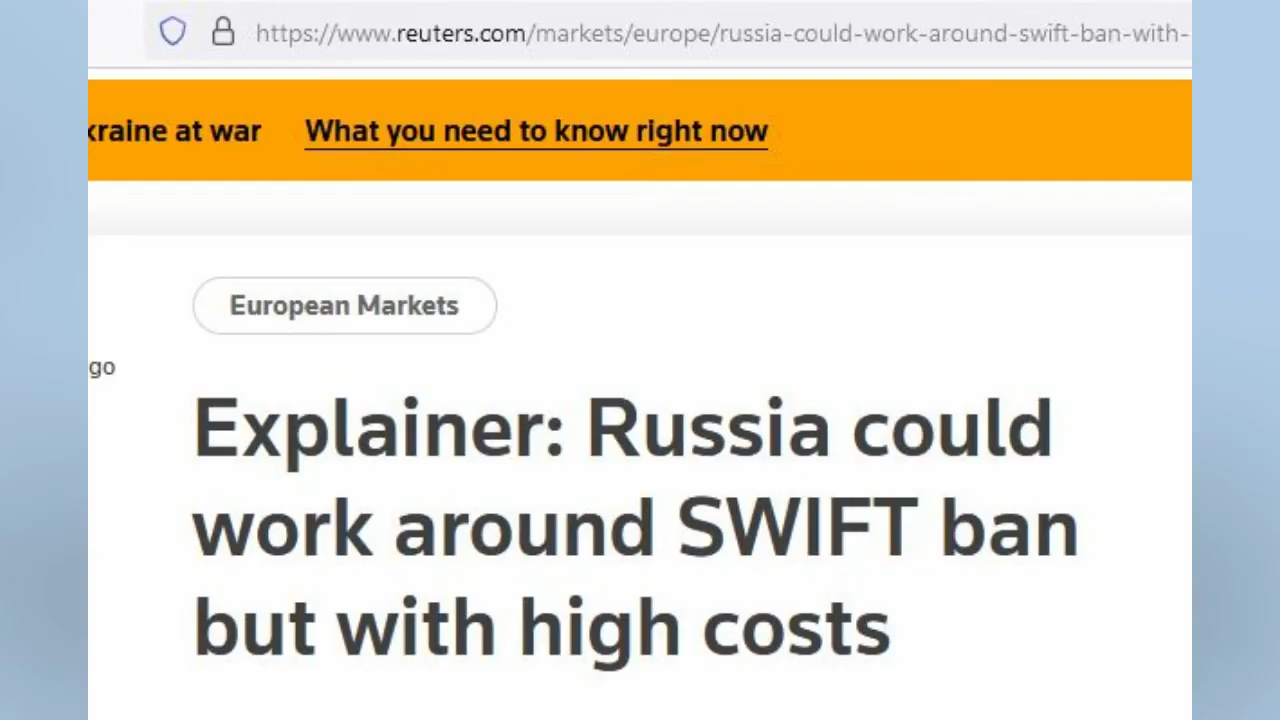 https://www.reuters.com/markets/europe/russia-could-work-around-swift-ban-with-
kraine at war What you need to know right now
European Markets
go
Explainer: Russia could
work around SWIFT ban
but with high costs